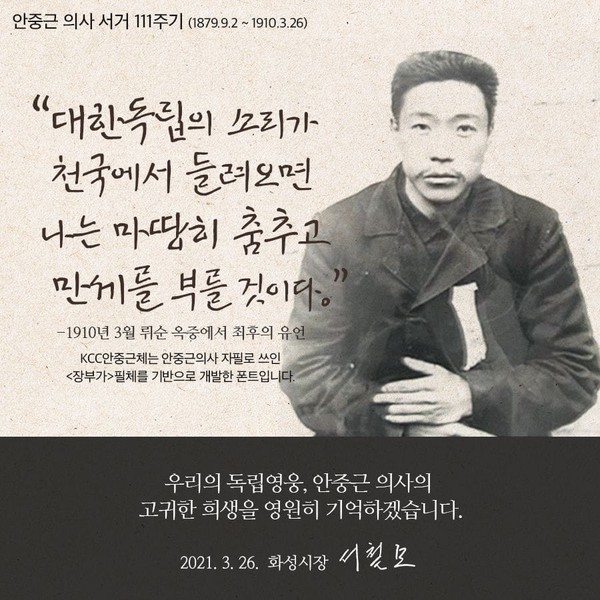 안중근 의사 서거 111주기 (1879.9.2 ~ 1910.3.26)
“대한독립의 소리가
천국에서 들려오면
나는 마땅히 춤추고
만세를 부를 것이다.”
-1910년 3월 뤼순 옥중에서 최후의 유언
KCC안중근체는 안중근의사 자필로 쓰인
<장부가>필체를 기반으로 개발한 폰트입니다.
우리의 독립영웅, 안중근 의사의
고귀한 희생을 영원히 기억하겠습니다.
2021. 3. 26. 화성시장 서철모